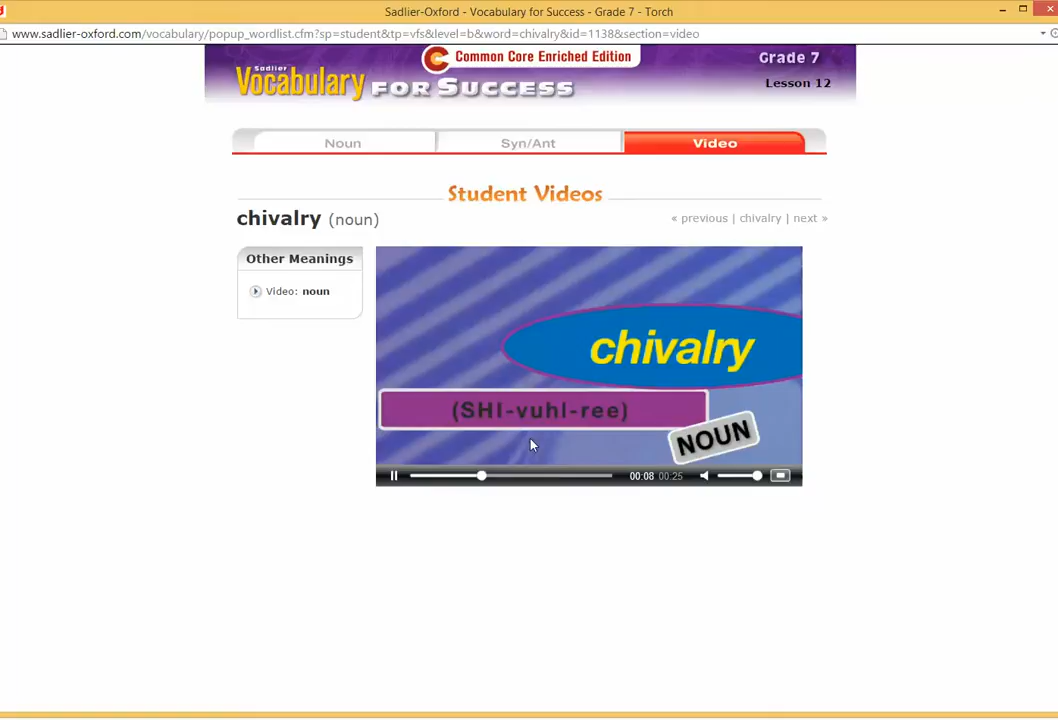 Sadlier-Oxford - Vocabulary for Success - Grade 7 - Torch
www.sadlier-oxford.com/vocabulary/popup_wordlist.cfm?sp=student&tp=vfs&level=b&word=chivalry&id=1138&section=video
Common Core Enriched Edition
Grade 7
Sadlier
Vocabulary FOR SUCCESS
Lesson 12
Noun
Syn/Ant
Video
Student Videos
chivalry (noun)
« previous | chivalry | next »
Other Meanings
Video: noun
chivalry
(SHI-vuhl-ree)
NOUN
00:08 00:25